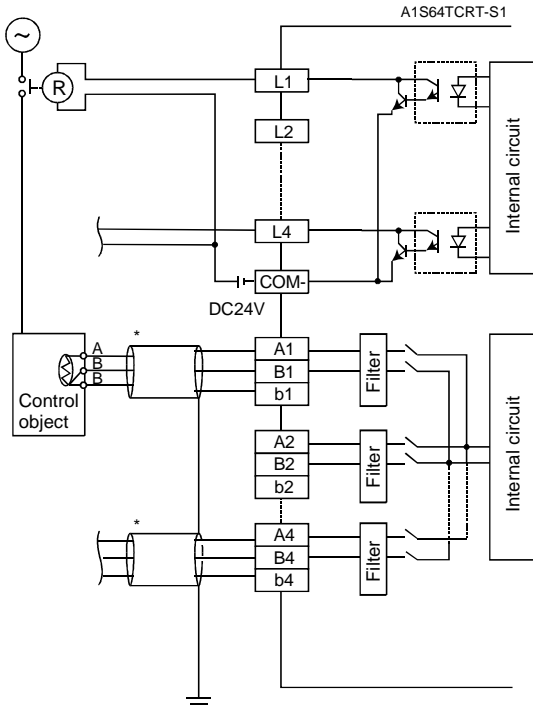 A1S64TCRT-S1
~
R
L1
L2
L4
COM-
DC24V
Internal circuit
*
A
B
B
Control
object
A1
B1
b1
Filter
A2
B2
b2
Filter
Internal circuit
*
A4
B4
b4
Filter